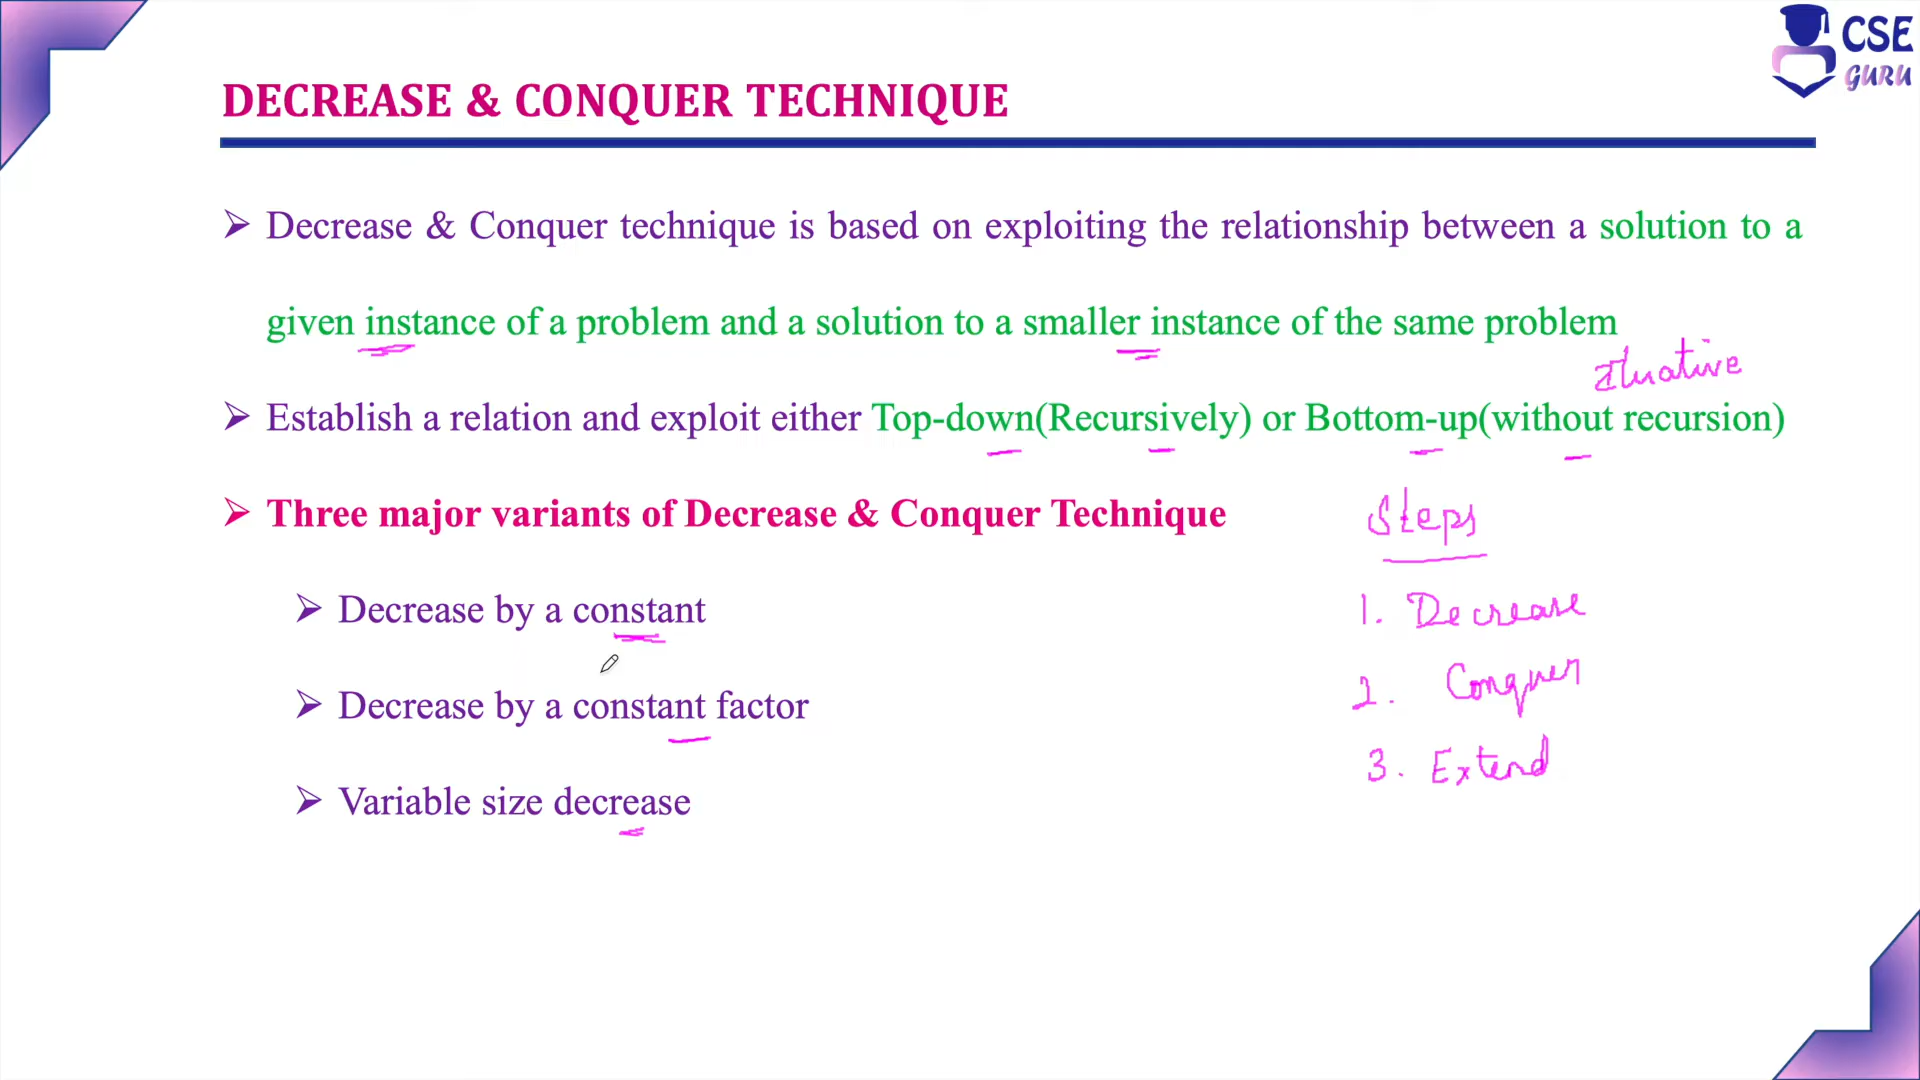 CSE
GURU
DECREASE & CONQUER TECHNIQUE
➢ Decrease & Conquer technique is based on exploiting the relationship between a solution to a
given instance of a problem and a solution to a smaller instance of the same problem
Iterative
➢ Establish a relation and exploit either Top-down(Recursively) or Bottom-up(without recursion)
➢ Three major variants of Decrease & Conquer Technique
Steps
➢ Decrease by a constant
1. Decrease
➢ Decrease by a constant factor
2. Conquer
3. Extend
➢ Variable size decrease